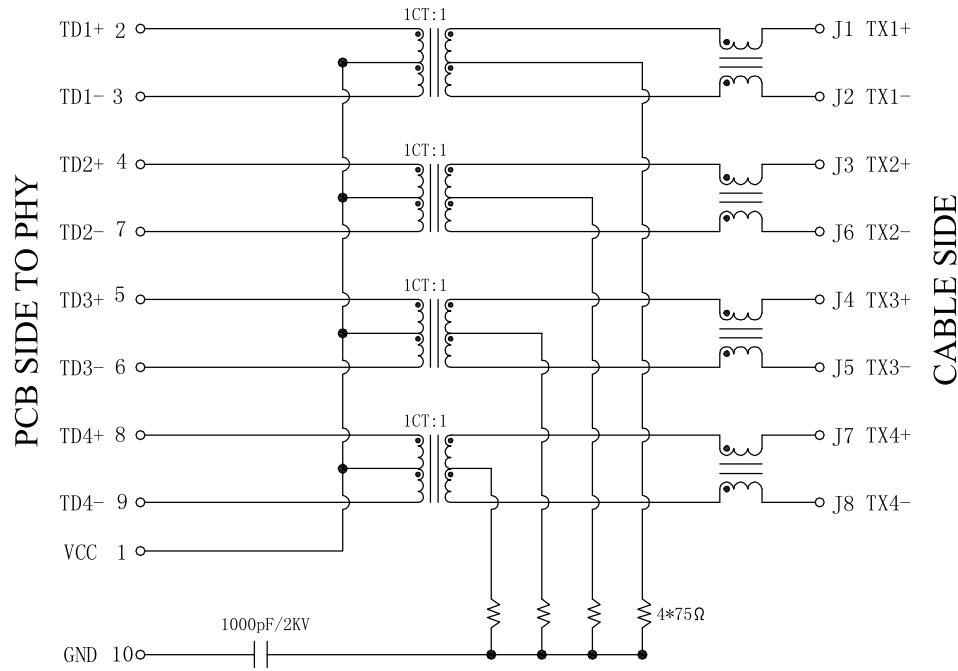 1CT:1
TD1+ 2
J1 TX1+
TD1- 3
J2 TX1-
1CT:1
TD2+ 4
J3 TX2+
TD2- 7
J6 TX2-
1CT:1
TD3+ 5
J4 TX3+
TD3- 6
J5 TX3-
1CT:1
TD4+ 8
J7 TX4+
TD4- 9
J8 TX4-
VCC 1
4*75Ω
1000pF/2KV
GND 10
PCB SIDE TO PHY
CABLE SIDE